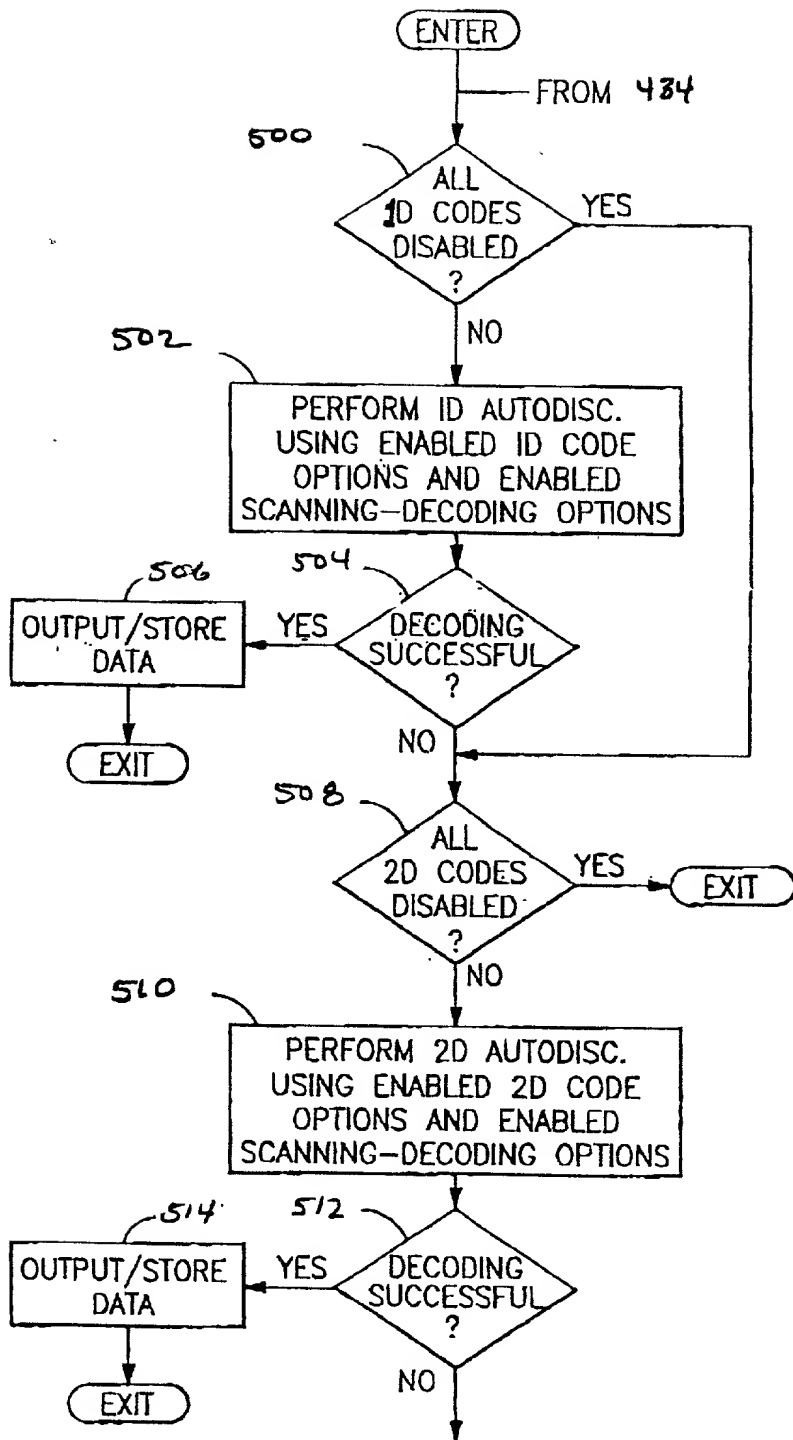 ENTER
FROM 434
500
ALL
1D CODES
DISABLED
?
YES
NO
502
PERFORM 1D AUTODISC.
USING ENABLED 1D CODE
OPTIONS AND ENABLED
SCANNING-DECODING OPTIONS
506
504
OUTPUT/STORE
DATA
YES
DECODING
SUCCESSFUL
?
EXIT
NO
508
ALL
2D CODES
DISABLED
?
YES
EXIT
NO
510
PERFORM 2D AUTODISC.
USING ENABLED 2D CODE
OPTIONS AND ENABLED
SCANNING-DECODING OPTIONS
514
512
OUTPUT/STORE
DATA
YES
DECODING
SUCCESSFUL
?
EXIT
NO